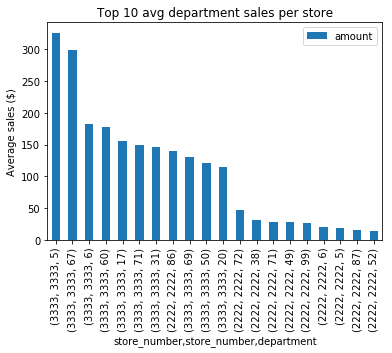 Top 10 avg department sales per store
amount
Average sales ($)
300
250
200
150
100
50
0
(3333, 3333, 5)
(3333, 3333, 67)
(3333, 3333, 6)
(3333, 3333, 60)
(3333, 3333, 17)
(3333, 3333, 71)
(3333, 3333, 31)
(2222, 2222, 86)
(3333, 3333, 69)
(3333, 3333, 50)
(3333, 3333, 20)
(2222, 2222, 72)
(2222, 2222, 38)
(2222, 2222, 71)
(2222, 2222, 49)
(2222, 2222, 99)
(2222, 2222, 6)
(2222, 2222, 5)
(2222, 2222, 87)
(2222, 2222, 52)
store_number,store_number,department